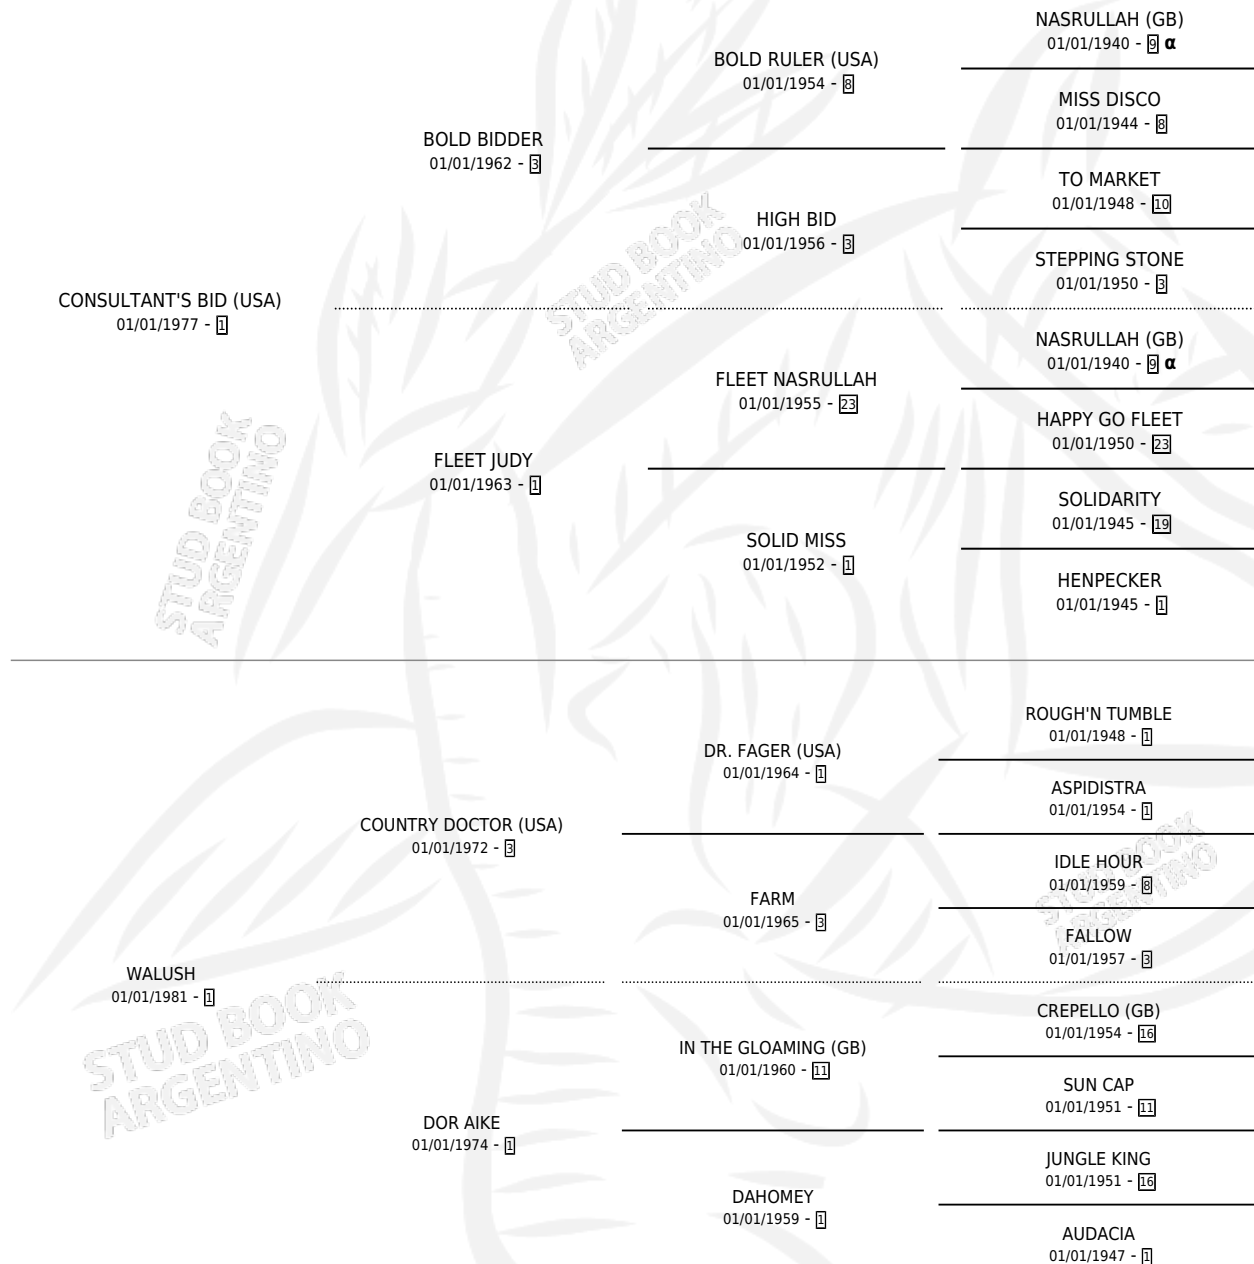 NASRULLAH (GB)
01/01/1940 - 9 α
BOLD RULER (USA)
01/01/1954 - 8
MISS DISCO
01/01/1944 - 8
BOLD BIDDER
01/01/1962 - 3
TO MARKET
01/01/1948 - 10
HIGH BID
01/01/1956 - 3
STEPPING STONE
01/01/1950 - 3
CONSULTANT'S BID (USA)
01/01/1977 - 1
NASRULLAH (GB)
01/01/1940 - 9 α
FLEET NASRULLAH
01/01/1955 - 23
HAPPY GO FLEET
01/01/1950 - 23
FLEET JUDY
01/01/1963 - 1
SOLIDARITY
01/01/1945 - 19
SOLID MISS
01/01/1952 - 1
HENPECKER
01/01/1945 - 1
ROUGH'N TUMBLE
01/01/1948 - 1
DR. FAGER (USA)
01/01/1964 - 1
ASPIDISTRA
01/01/1954 - 1
COUNTRY DOCTOR (USA)
01/01/1972 - 3
IDLE HOUR
01/01/1959 - 8
FARM
01/01/1965 - 3
FALLOW
01/01/1957 - 3
WALUSH
01/01/1981 - 1
CREPELLO (GB)
01/01/1954 - 16
IN THE GLOAMING (GB)
01/01/1960 - 11
SUN CAP
01/01/1951 - 11
DOR AIKE
01/01/1974 - 1
JUNGLE KING
01/01/1951 - 16
DAHOMEY
01/01/1959 - 1
AUDACIA
01/01/1947 - 1
STUD BOOK
ARGENTINO
STUD BOOK
ARGENTINO
STUD BOOK
ARGENTINO
STUD BOOK
ARGENTINO